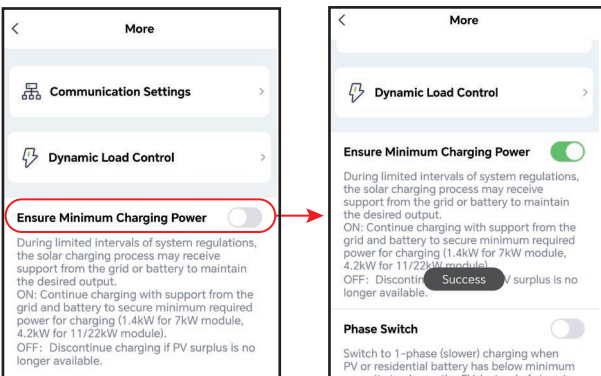 More
Communication Settings
Dynamic Load Control
Ensure Minimum Charging Power
During limited intervals of system regulations,
the solar charging process may receive
support from the grid or battery to maintain
the desired output.
ON: Continue charging with support from the
grid and battery to secure minimum required
power for charging (1.4kW for 7kW module,
4.2kW for 11/22kW module).
OFF: Discontinue charging if PV surplus is no
longer available.
More
Dynamic Load Control
Ensure Minimum Charging Power
During limited intervals of system regulations,
the solar charging process may receive
support from the grid or battery to maintain
the desired output.
ON: Continue charging with support from the
grid and battery to secure minimum required
power for charging (1.4kW for 7kW module,
4.2kW for 11/22kW module).
OFF: Discontin Success V surplus is no
longer available.
Phase Switch
Switch to 1-phase (slower) charging when
PV or residential battery has below minimum